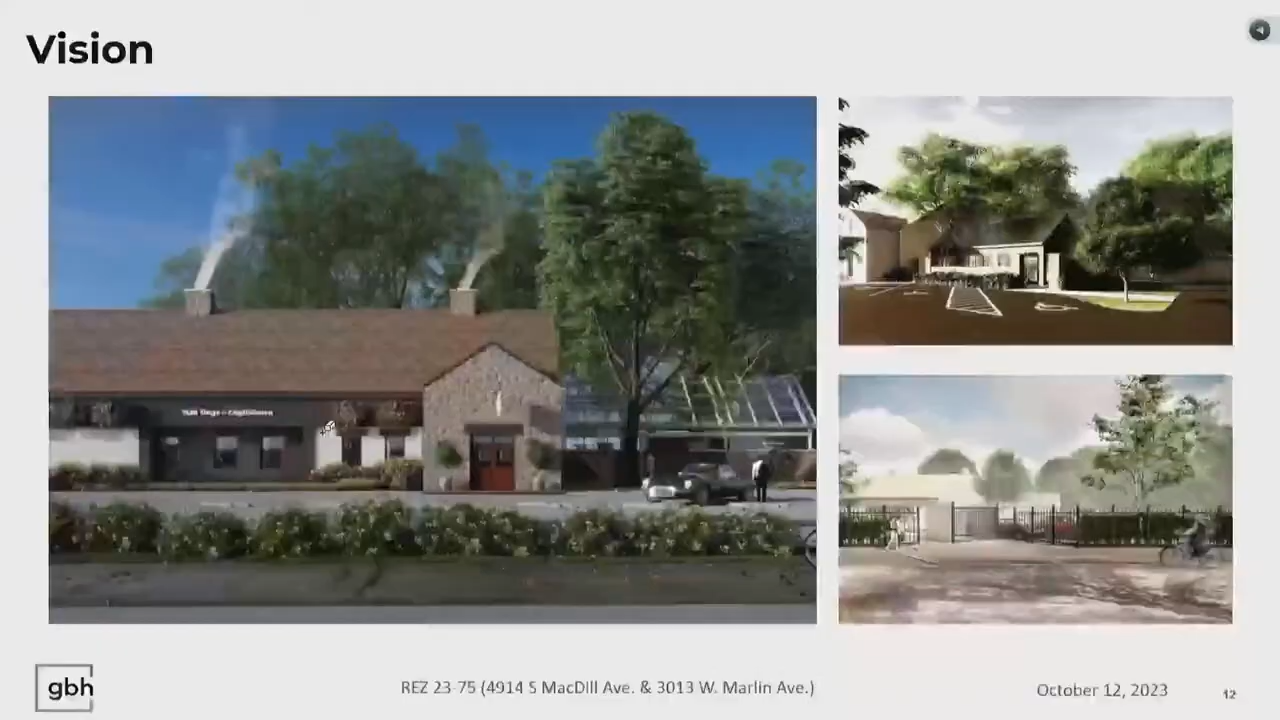 Vision
gbh
REZ 23-75 (4914 S MacDill Ave. & 3013 W. Marlin Ave.)
October 12, 2023
12